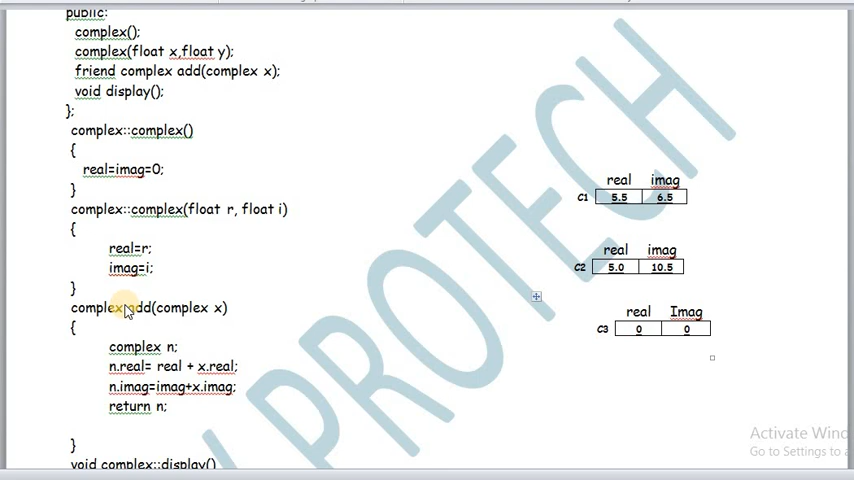 public:
complex();
complex(float x,float y);
friend complex add(complex x);
void display();
};
complex::complex()
{
real=imag=0;
}
complex::complex(float r, float i)
{
real=r;
imag=i;
}
complex add(complex x)
{
complex n;
n.real= real + x.real;
n.imag=imag+x.imag;
return n;
}
void complex::display()
real imag
C1 5.5 6.5
real imag
C2 5.0 10.5
real Imag
C3 0 0
PROTECH
Activate Wind
Go to Settings to a